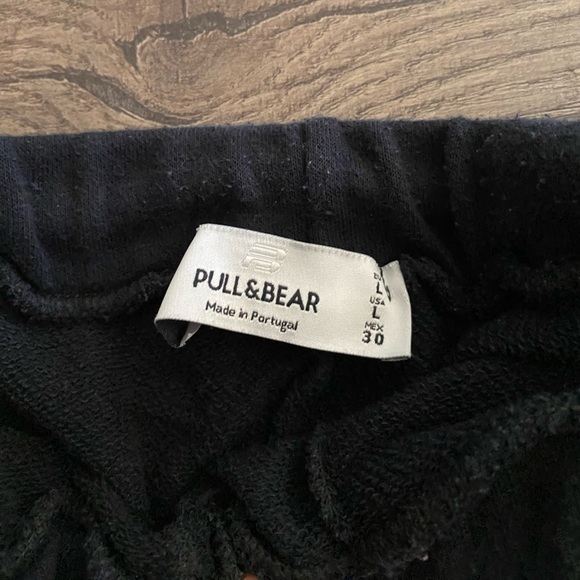 PULL&BEAR
Made in Portugal
L
USA
L
MEX
30